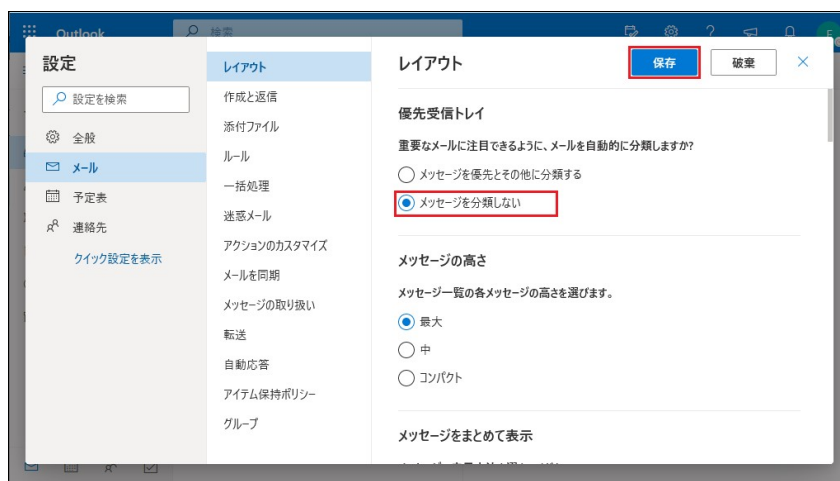 Outlook
検索
設定
設定を検索
全般
メール
予定表
連絡先
クイック設定を表示
レイアウト
作成と返信
添付ファイル
ルール
一括処理
迷惑メール
アクションのカスタマイズ
メールを同期
メッセージの取り扱い
転送
自動応答
アイテム保持ポリシー
グループ
レイアウト
保存
破棄
優先受信トレイ
重要なメールに注目できるように、メールを自動的に分類しますか?
メッセージを優先とその他に分類する
メッセージを分類しない
メッセージの高さ
メッセージ一覧の各メッセージの高さを選びます。
最大
中
コンパクト
メッセージをまとめて表示